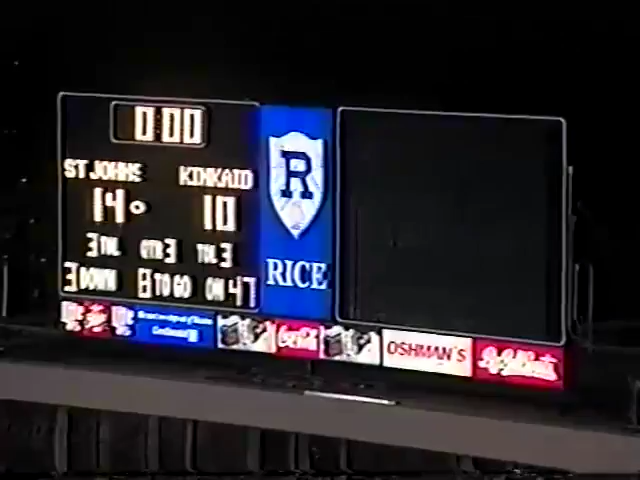 0:00
ST JOHNS KINKAID
14 10
3 TOL QTR 3 TOL 3
3 DOWN 8 TO GO ON 47
R
RICE
Coca-Cola OSHMAN'S